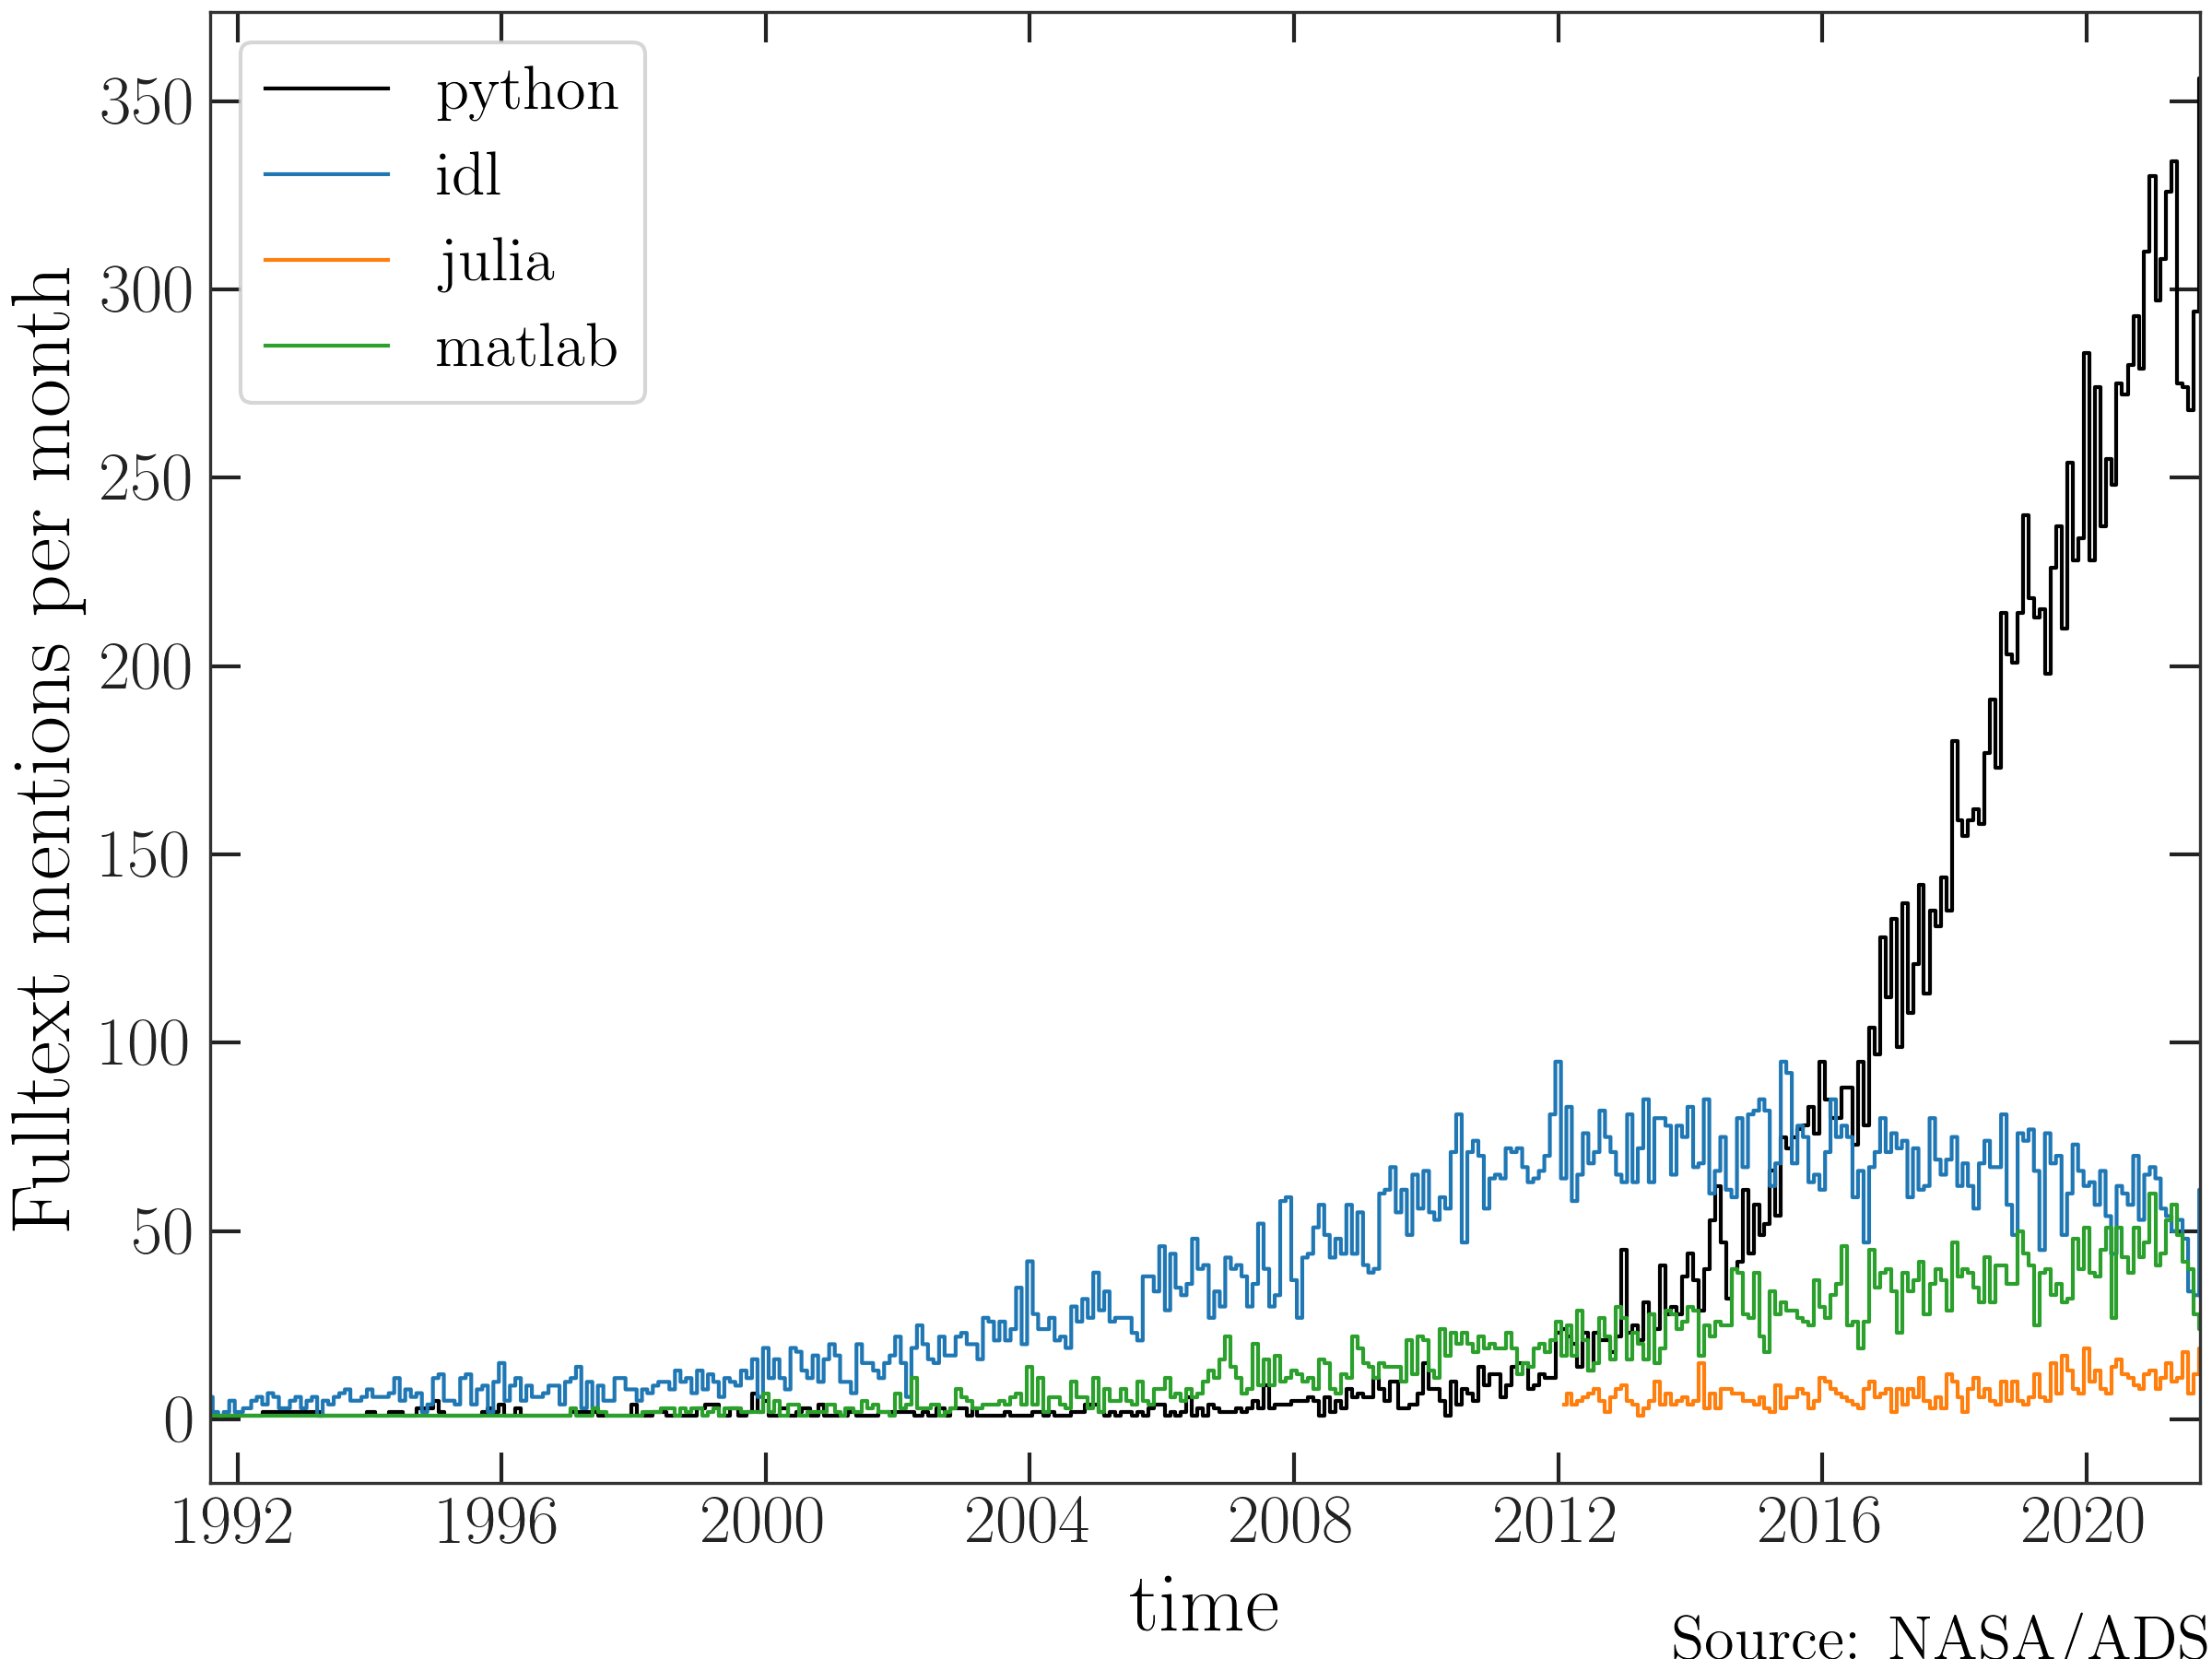 350
300
250
200
150
100
50
0
Fulltext mentions per month
python
idl
julia
matlab
1992 1996 2000 2004 2008 2012 2016 2020
time
Source: NASA/ADS